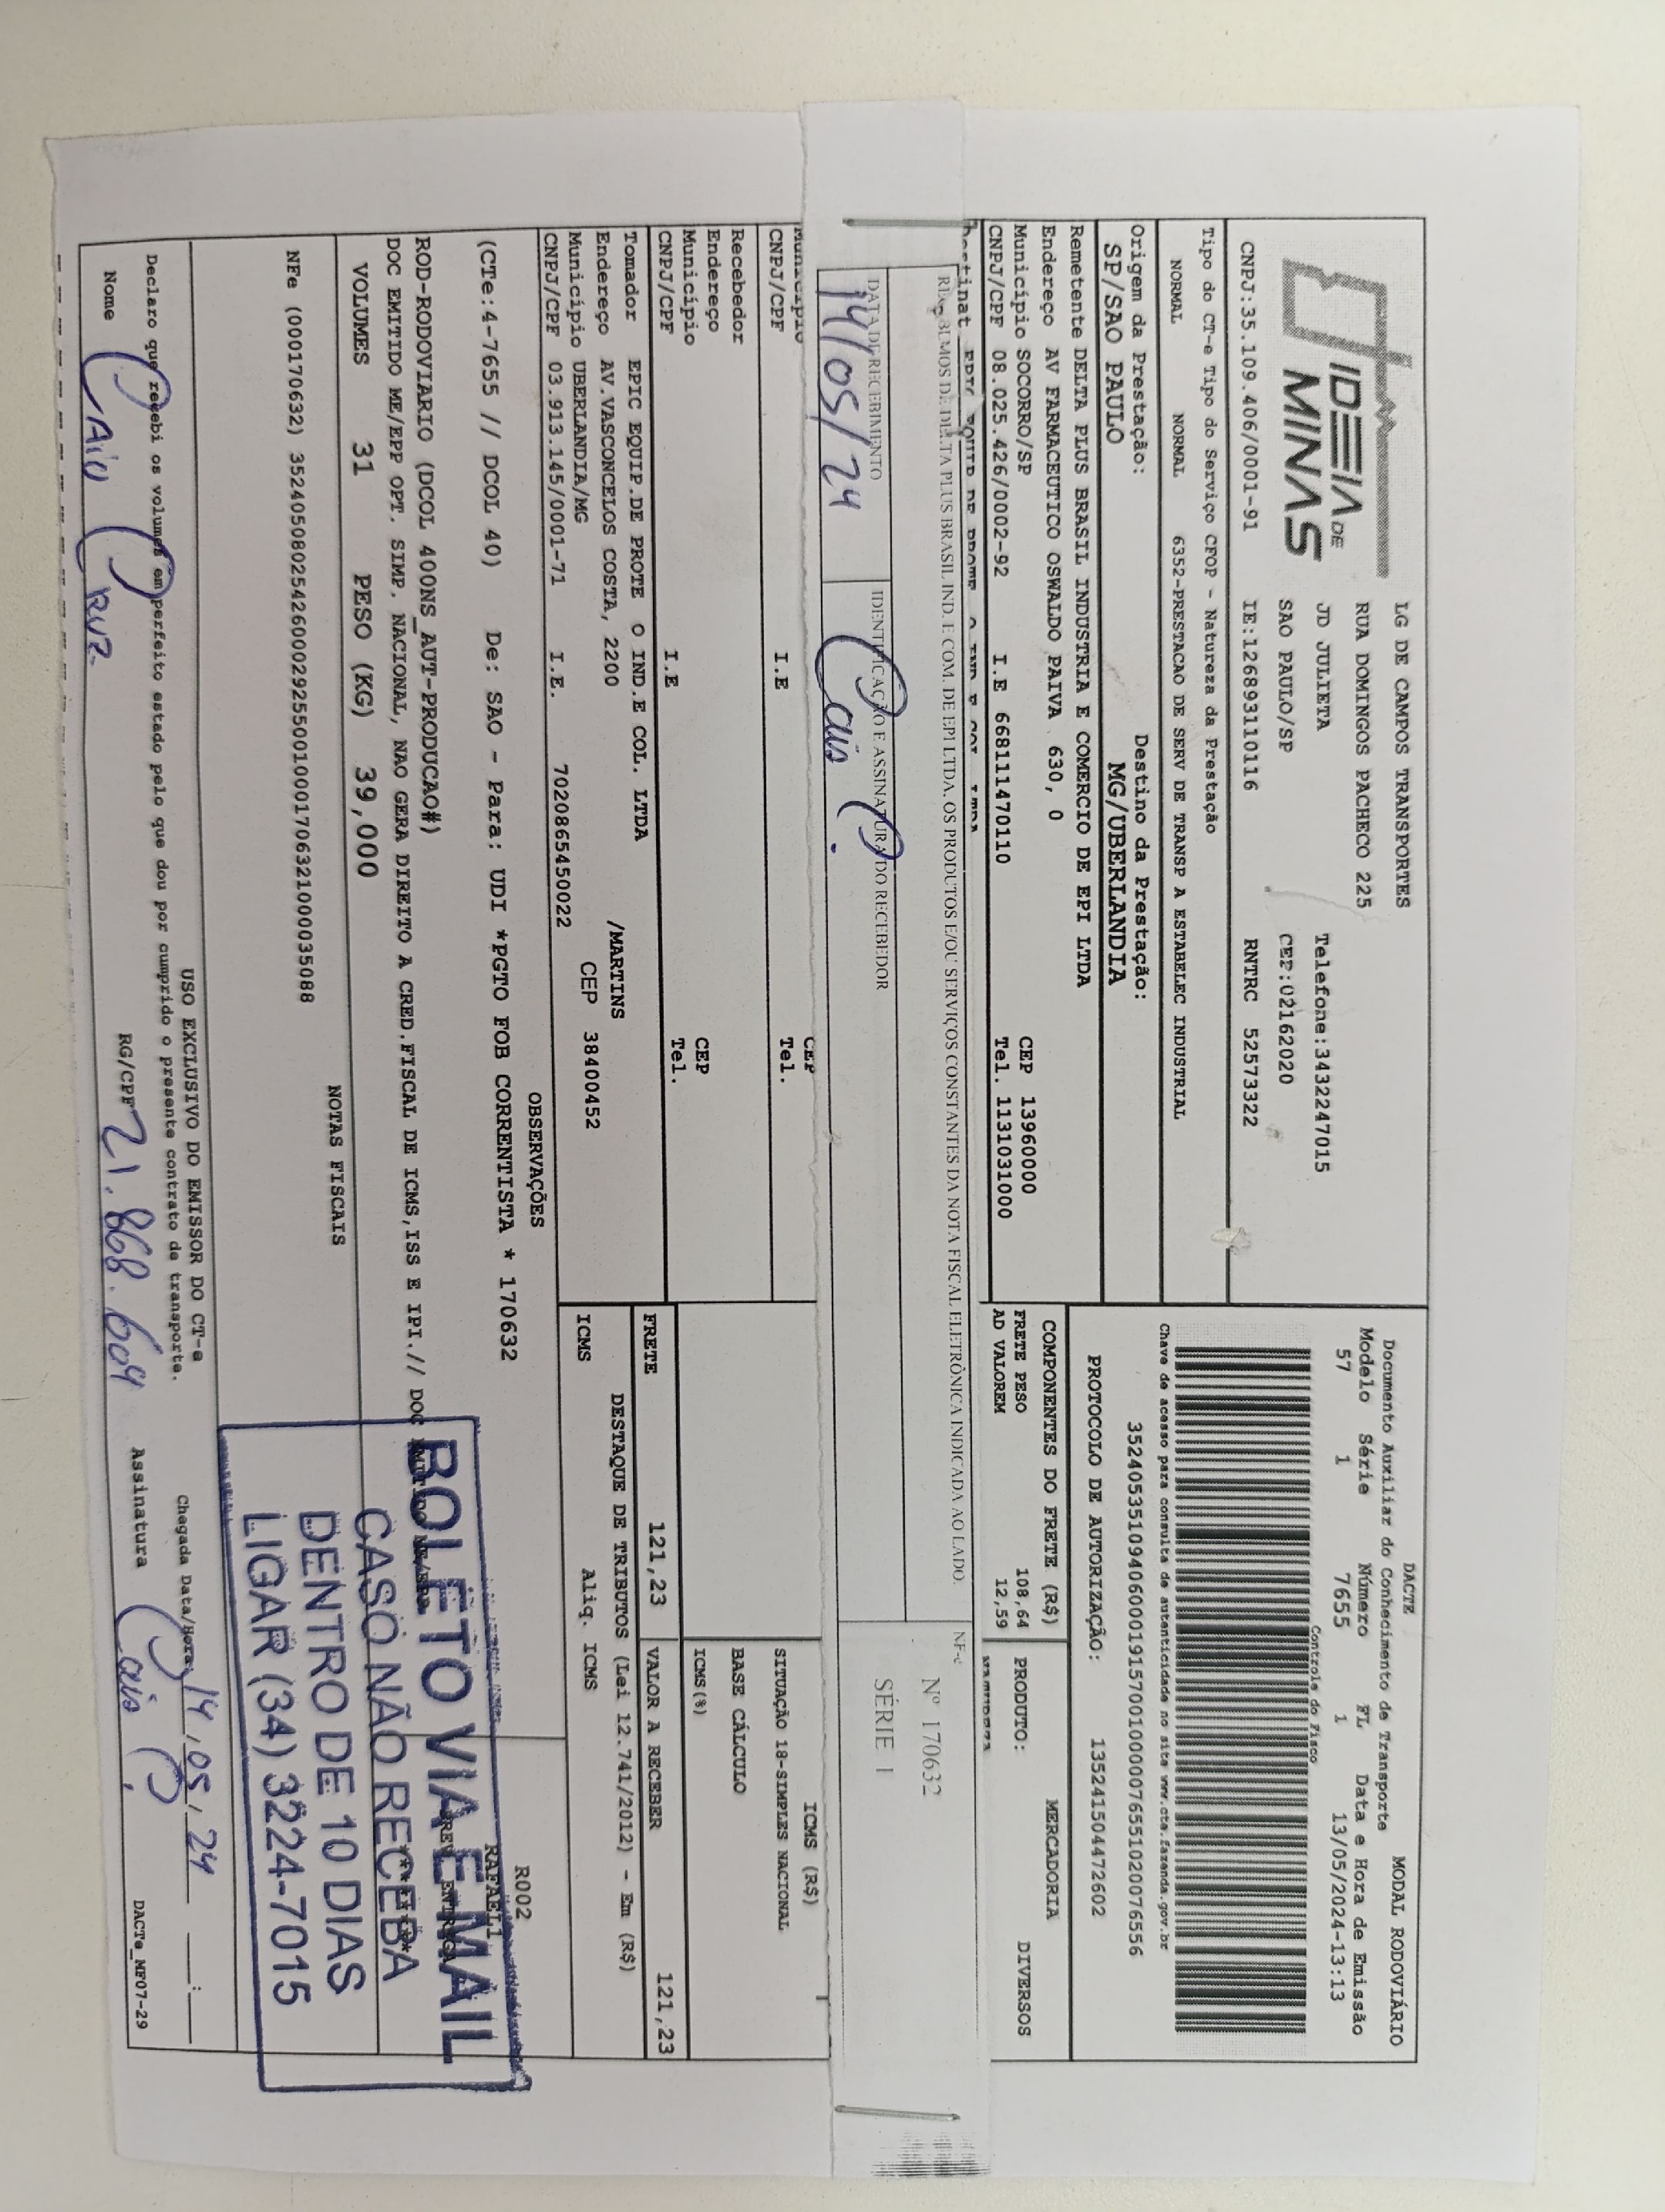 IDEIA DE
MINAS
LG DE CAMPOS TRANSPORTES
RUA DOMINGOS PACHECO 225
JD JULIETA
Telefone:3432247015
SAO PAULO/SP
CEP:02162020
CNPJ:35.109.406/0001-91
IE:126893110116
RNTRC 52573322
DACTE
Documento Auxiliar do Conhecimento de Transporte
MODAL RODOVIÁRIO
Modelo Série Número FL Data e Hora de Emissão
57 1 7655 1 13/05/2024-13:13
Controle do Fisco
Chave de acesso para consulta de autenticidade no site www.cte.fazenda.gov.br
35240535109406000191570010000076551020076556
PROTOCOLO DE AUTORIZAÇÃO:
135241504472602
Tipo do CT-e Tipo do Serviço CFOP - Natureza da Prestação
NORMAL NORMAL 6352-PRESTACAO DE SERV DE TRANSP A ESTABELEC INDUSTRIAL
Origem da Prestação:
SP/SAO PAULO
Destino da Prestação:
MG/UBERLANDIA
Remetente DELTA PLUS BRASIL INDUSTRIA E COMERCIO DE EPI LTDA
Endereço AV FARMACEUTICO OSWALDO PAIVA 630, 0
Município SOCORRO/SP
CEP 13960000
CNPJ/CPF 08.025.426/0002-92
I.E 668111470110
Tel. 1131031000
COMPONENTES DO FRETE (R$)
FRETE PESO 108,64
AD VALOREM 12,59
MERCADORIA
PRODUTO: DIVERSOS
BEMOS DE DELTA PLUS BRASIL IND. E COM. DE EPI LTDA. OS PRODUTOS E/OU SERVIÇOS CONSTANTES DA NOTA FISCAL ELETRÔNICA INDICADA AO LADO.
NF-e
Nº 170632
SÉRIE 1
DATA DE RECEBIMENTO
14/05/24
IDENTIFICAÇÃO E ASSINATURA DO RECEBEDOR
Caio C.
Município
CEP
CNPJ/CPF
I.E
Tel.
Recebedor
Endereço
Município
CEP
CNPJ/CPF
I.E
Tel.
ICMS (R$)
SITUAÇÃO 18-SIMPLES NACIONAL
BASE CÁLCULO
ICMS(%)
Tomador EPIC EQUIP.DE PROTE O IND.E COL. LTDA
Endereço AV.VASCONCELOS COSTA, 2200
/MARTINS
Município UBERLANDIA/MG
CEP 38400452
CNPJ/CPF 03.913.145/0001-71
I.E. 7020865450022
FRETE 121,23
VALOR A RECEBER 121,23
DESTAQUE DE TRIBUTOS (Lei 12.741/2012) - Em (R$)
ICMS
Aliq. ICMS
OBSERVAÇÕES
(CTe:4-7655 // DCOL 40) De: SAO - Para: UDI *PGTO FOB CORRENTISTA * 170632
R002
RAFAEL1
ROD-RODOVIARIO (DCOL 400NS_AUT-PRODUCAO#)
DOC EMITIDO ME/EPP OPT. SIMP. NACIONAL, NAO GERA DIREITO A CRED.FISCAL DE ICMS,ISS E IPI.// DOC EMITIDO ME/EPP
VOLUMES 31 PESO (KG) 39,000
NOTAS FISCAIS
NFe (000170632) 35240508025426000292550010001706321000035088
BOLETO VIA E-MAIL
CASO NÃO RECEBA
DENTRO DE 10 DIAS
LIGAR (34) 3224-7015
USO EXCLUSIVO DO EMISSOR DO CT-e
Declaro que recebi os volumes em perfeito estado pelo que dou por cumprido o presente contrato de transporte.
Chegada Data/Hora: 14/05/24 :
Nome Caio Cruz
RG/CPF 21.868.604
Assinatura Caio C.
DACTe_MF07-29